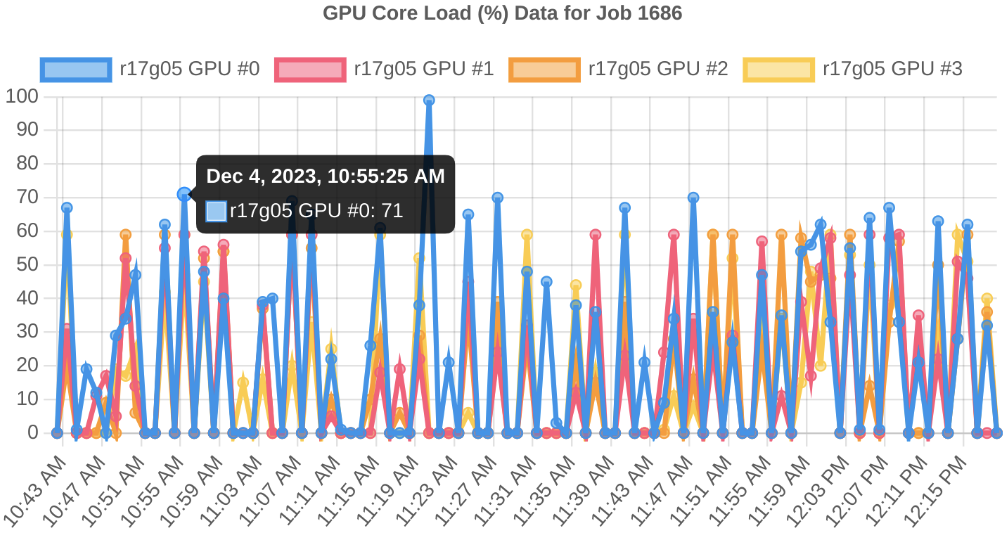 GPU Core Load (%) Data for Job 1686
r17g05 GPU #0 r17g05 GPU #1 r17g05 GPU #2 r17g05 GPU #3
100
90
80
70
60
50
40
30
20
10
0
Dec 4, 2023, 10:55:25 AM
r17g05 GPU #0: 71
10:43 AM 10:47 AM 10:51 AM 10:55 AM 10:59 AM 11:03 AM 11:07 AM 11:11 AM 11:15 AM 11:19 AM 11:23 AM 11:27 AM 11:31 AM 11:35 AM 11:39 AM 11:43 AM 11:47 AM 11:51 AM 11:55 AM 11:59 AM 12:03 PM 12:07 PM 12:11 PM 12:15 PM